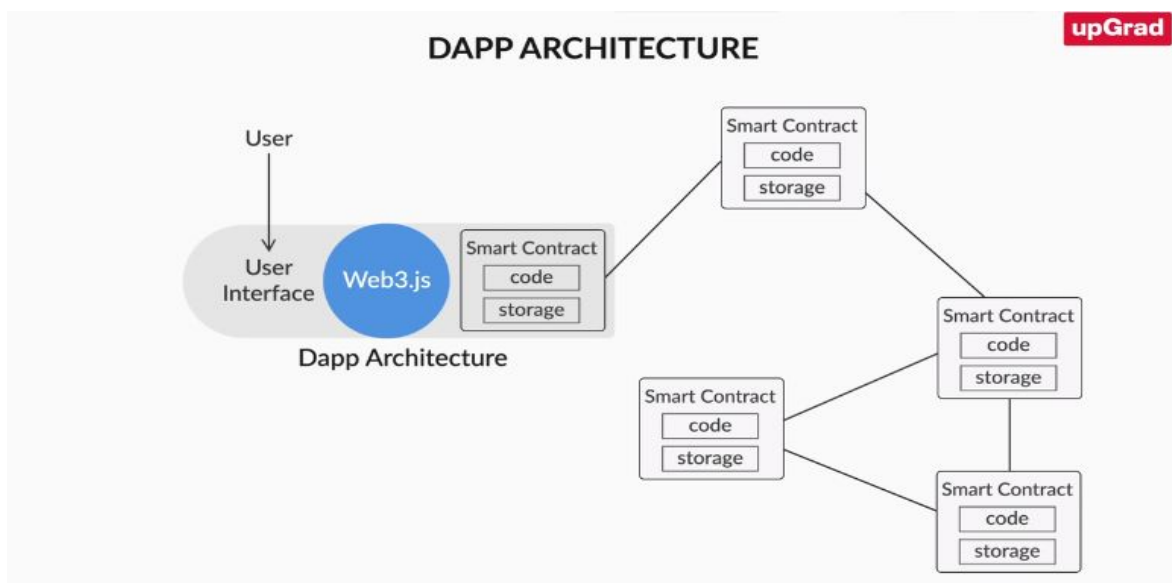 upGrad
DAPP ARCHITECTURE
User
User
Interface
Web3.js
Smart Contract
code
storage
Dapp Architecture
Smart Contract
code
storage
Smart Contract
code
storage
Smart Contract
code
storage
Smart Contract
code
storage